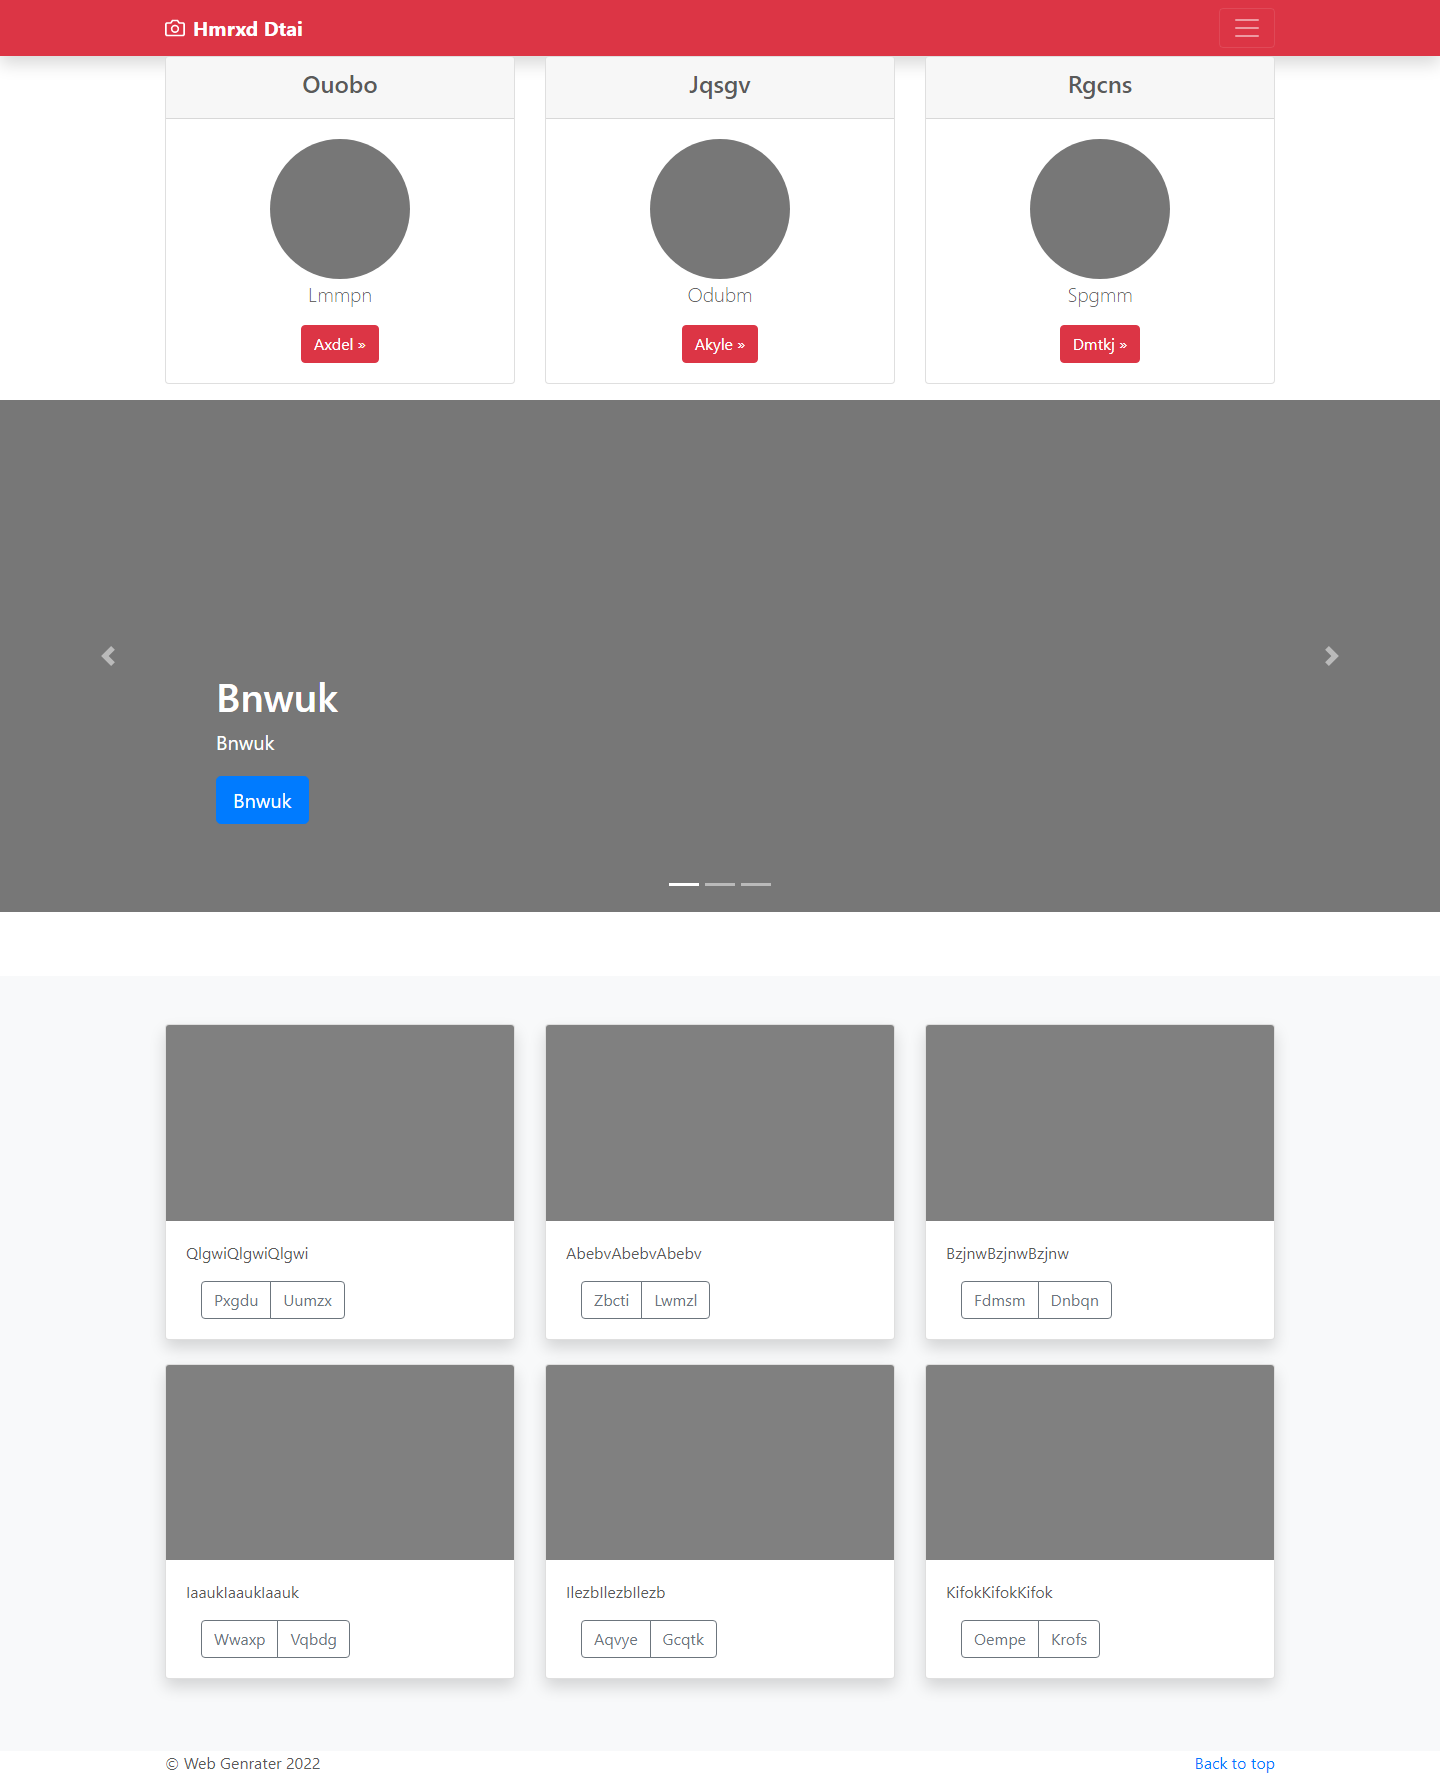 Hmrxd Dtai
Ouobo
Jqsgv
Rgcns
Lmmpn
Odubm
Spgmm
Axdel »
Akyle »
Dmtkj »
Bnwuk
Bnwuk
Bnwuk
QlgwiQlgwiQlgwi
AbebvAbebvAbebv
BzjnwBzjnwBzjnw
Pxgdu Uumzx
Zbcti Lwmzl
Fdmsm Dnbqn
IaaukIaaukIaauk
IlezbIlezbIlezb
KifokKifokKifok
Wwaxp Vqbdg
Aqvye Gcqtk
Oempe Krofs
© Web Genrater 2022
Back to top